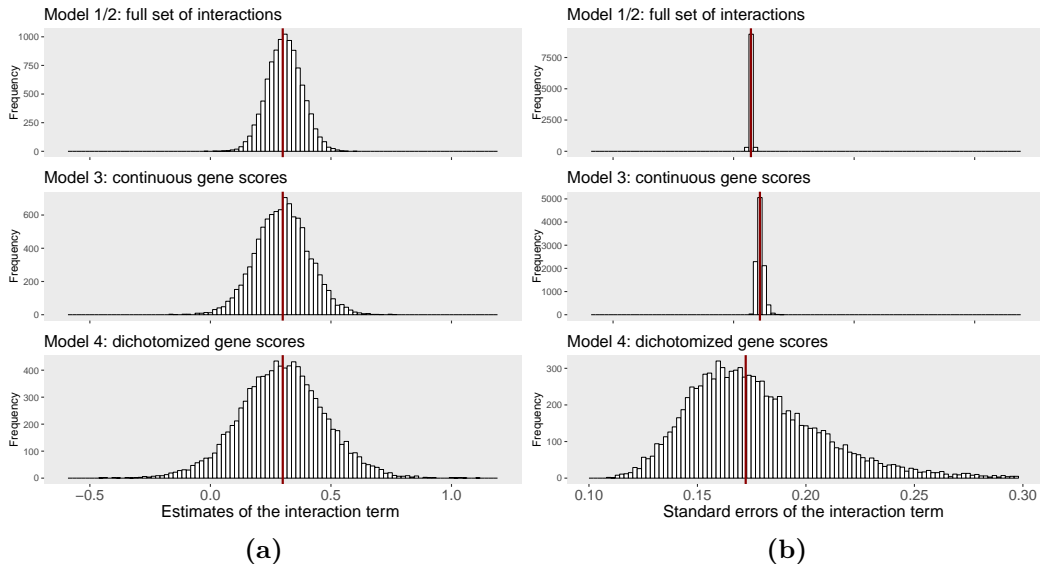 Model 1/2: full set of interactions
1000
750
500
250
0
Frequency
Model 3: continuous gene scores
600
400
200
0
Frequency
Model 4: dichotomized gene scores
400
300
200
100
0
Frequency
−0.5 0.0 0.5 1.0
Estimates of the interaction term
(a)
Model 1/2: full set of interactions
7500
5000
2500
0
Frequency
Model 3: continuous gene scores
5000
4000
3000
2000
1000
0
Frequency
Model 4: dichotomized gene scores
300
200
100
0
Frequency
0.10 0.15 0.20 0.25 0.30
Standard errors of the interaction term
(b)